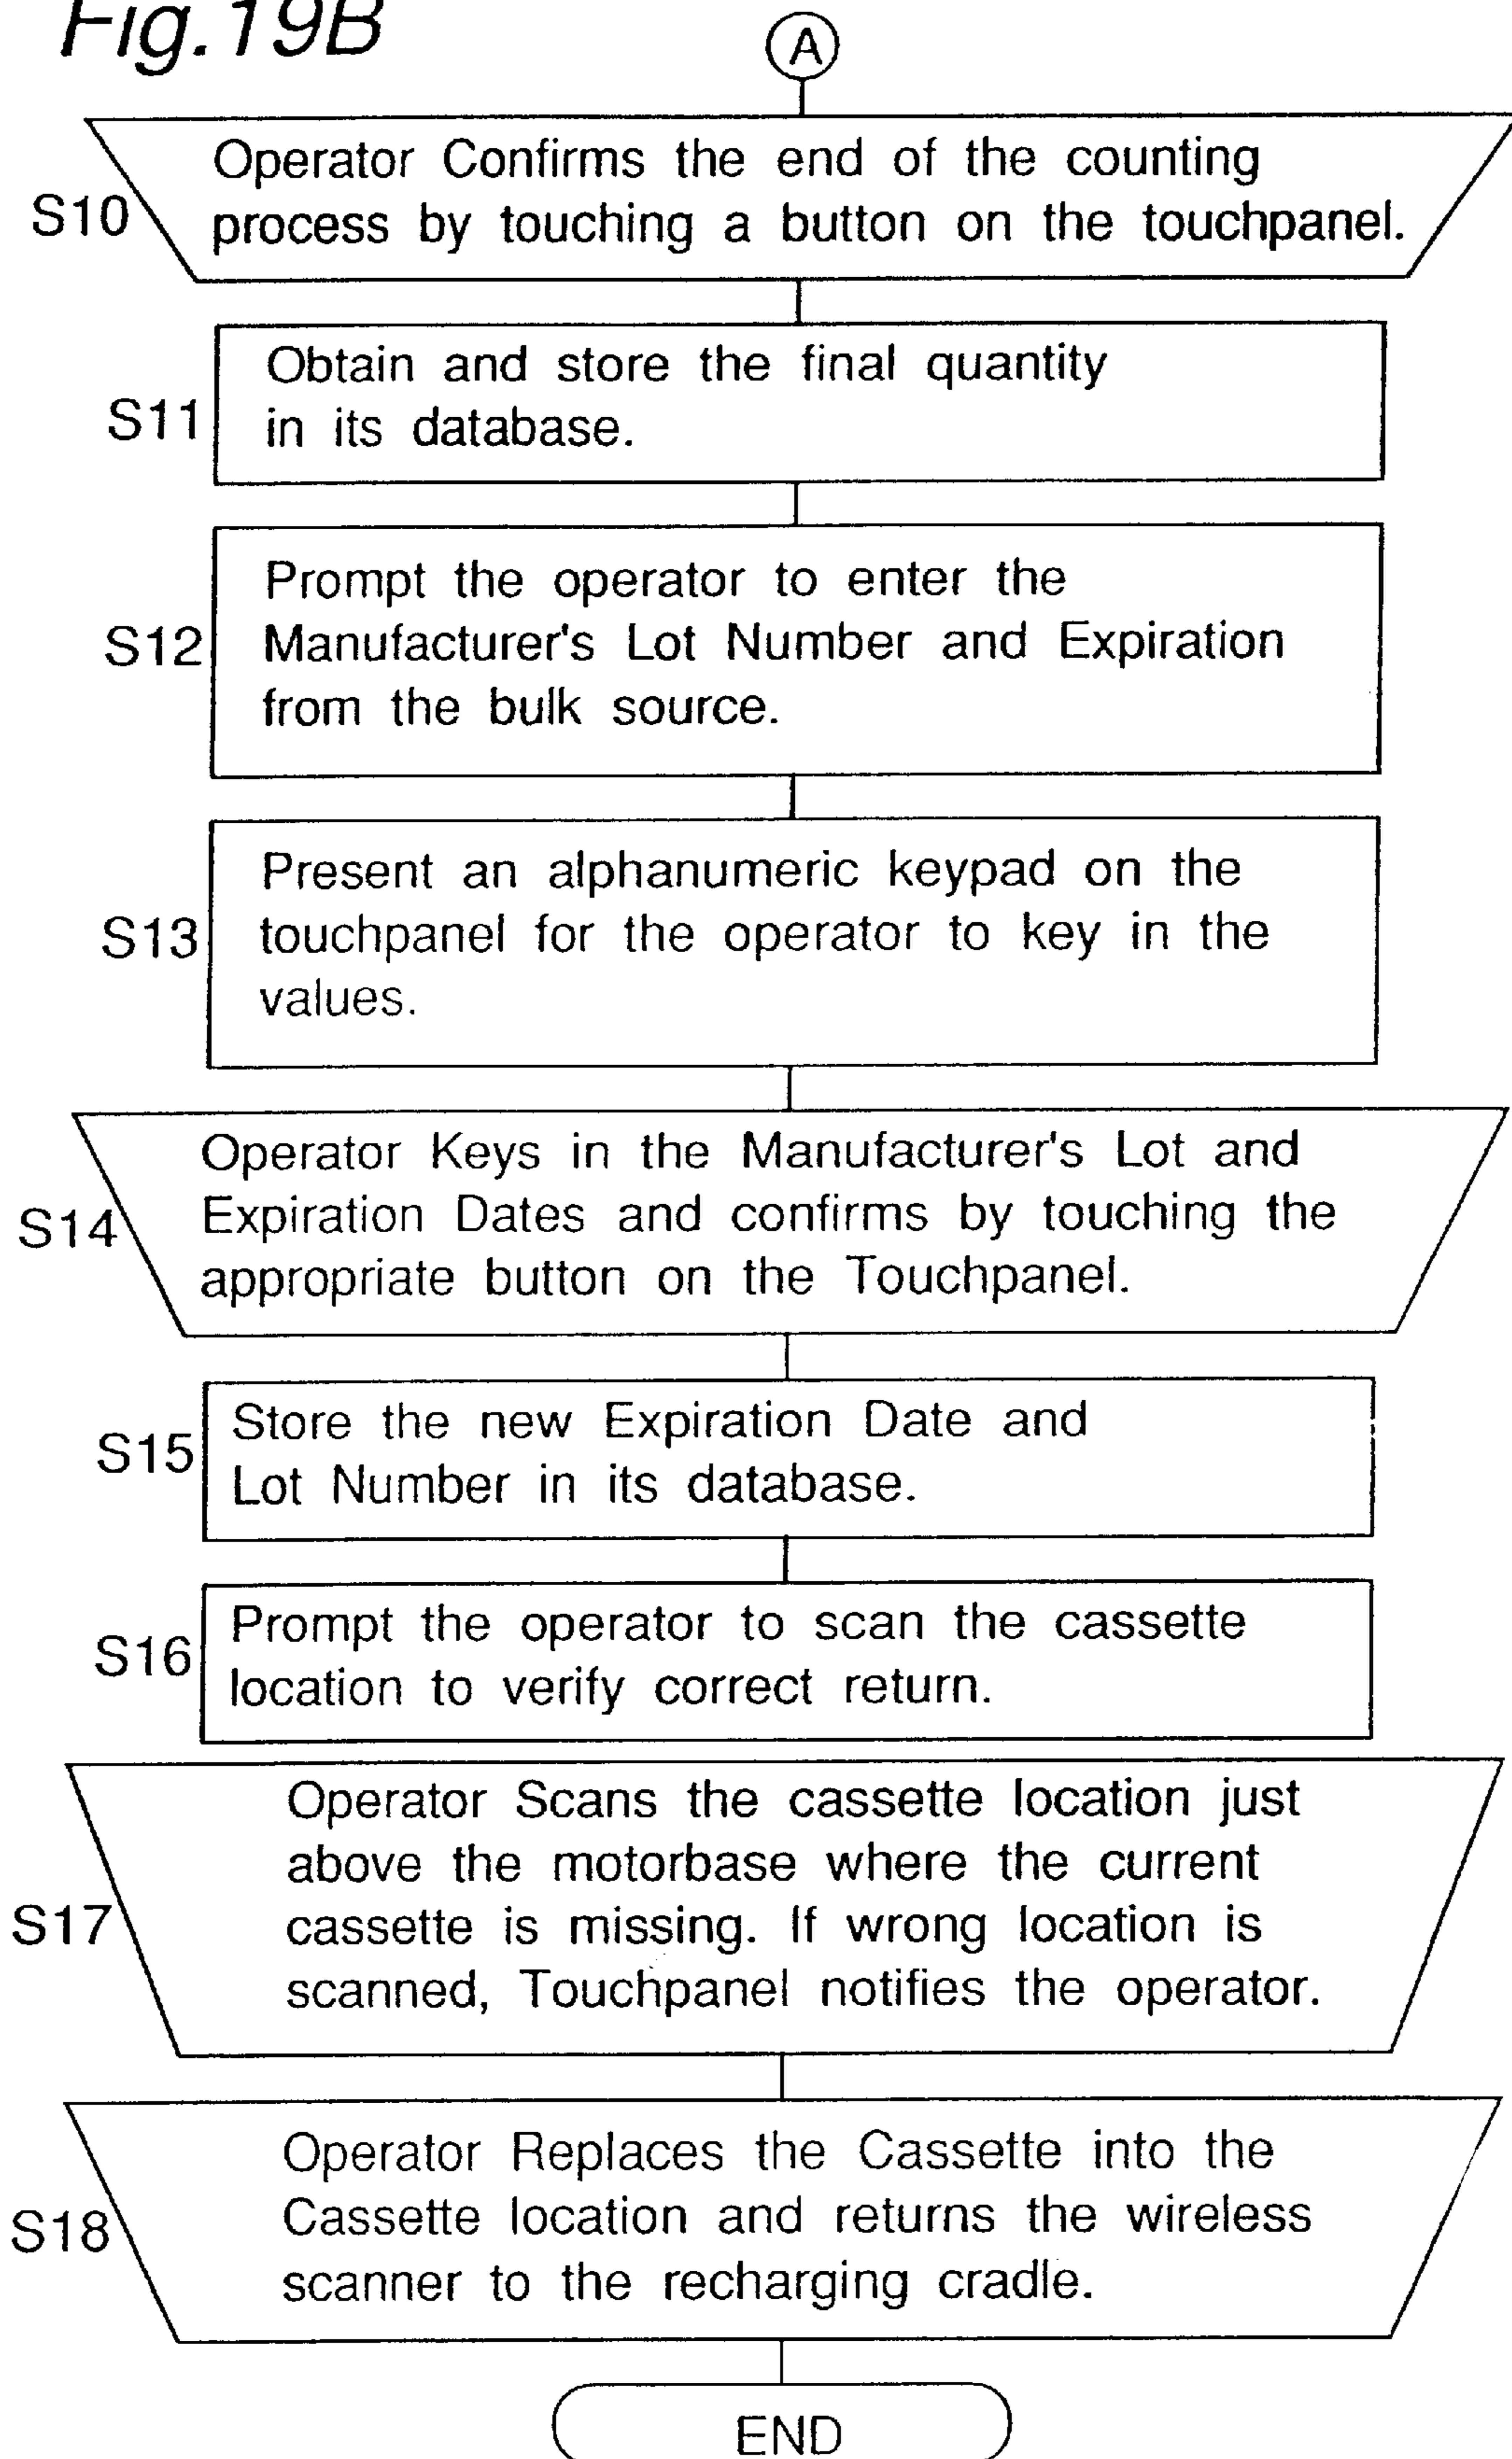 Fig.19B
A
S10
Operator Confirms the end of the counting
process by touching a button on the touchpanel.
S11
Obtain and store the final quantity
in its database.
S12
Prompt the operator to enter the
Manufacturer's Lot Number and Expiration
from the bulk source.
S13
Present an alphanumeric keypad on the
touchpanel for the operator to key in the
values.
S14
Operator Keys in the Manufacturer's Lot and
Expiration Dates and confirms by touching the
appropriate button on the Touchpanel.
S15
Store the new Expiration Date and
Lot Number in its database.
S16
Prompt the operator to scan the cassette
location to verify correct return.
S17
Operator Scans the cassette location just
above the motorbase where the current
cassette is missing. If wrong location is
scanned, Touchpanel notifies the operator.
S18
Operator Replaces the Cassette into the
Cassette location and returns the wireless
scanner to the recharging cradle.
END